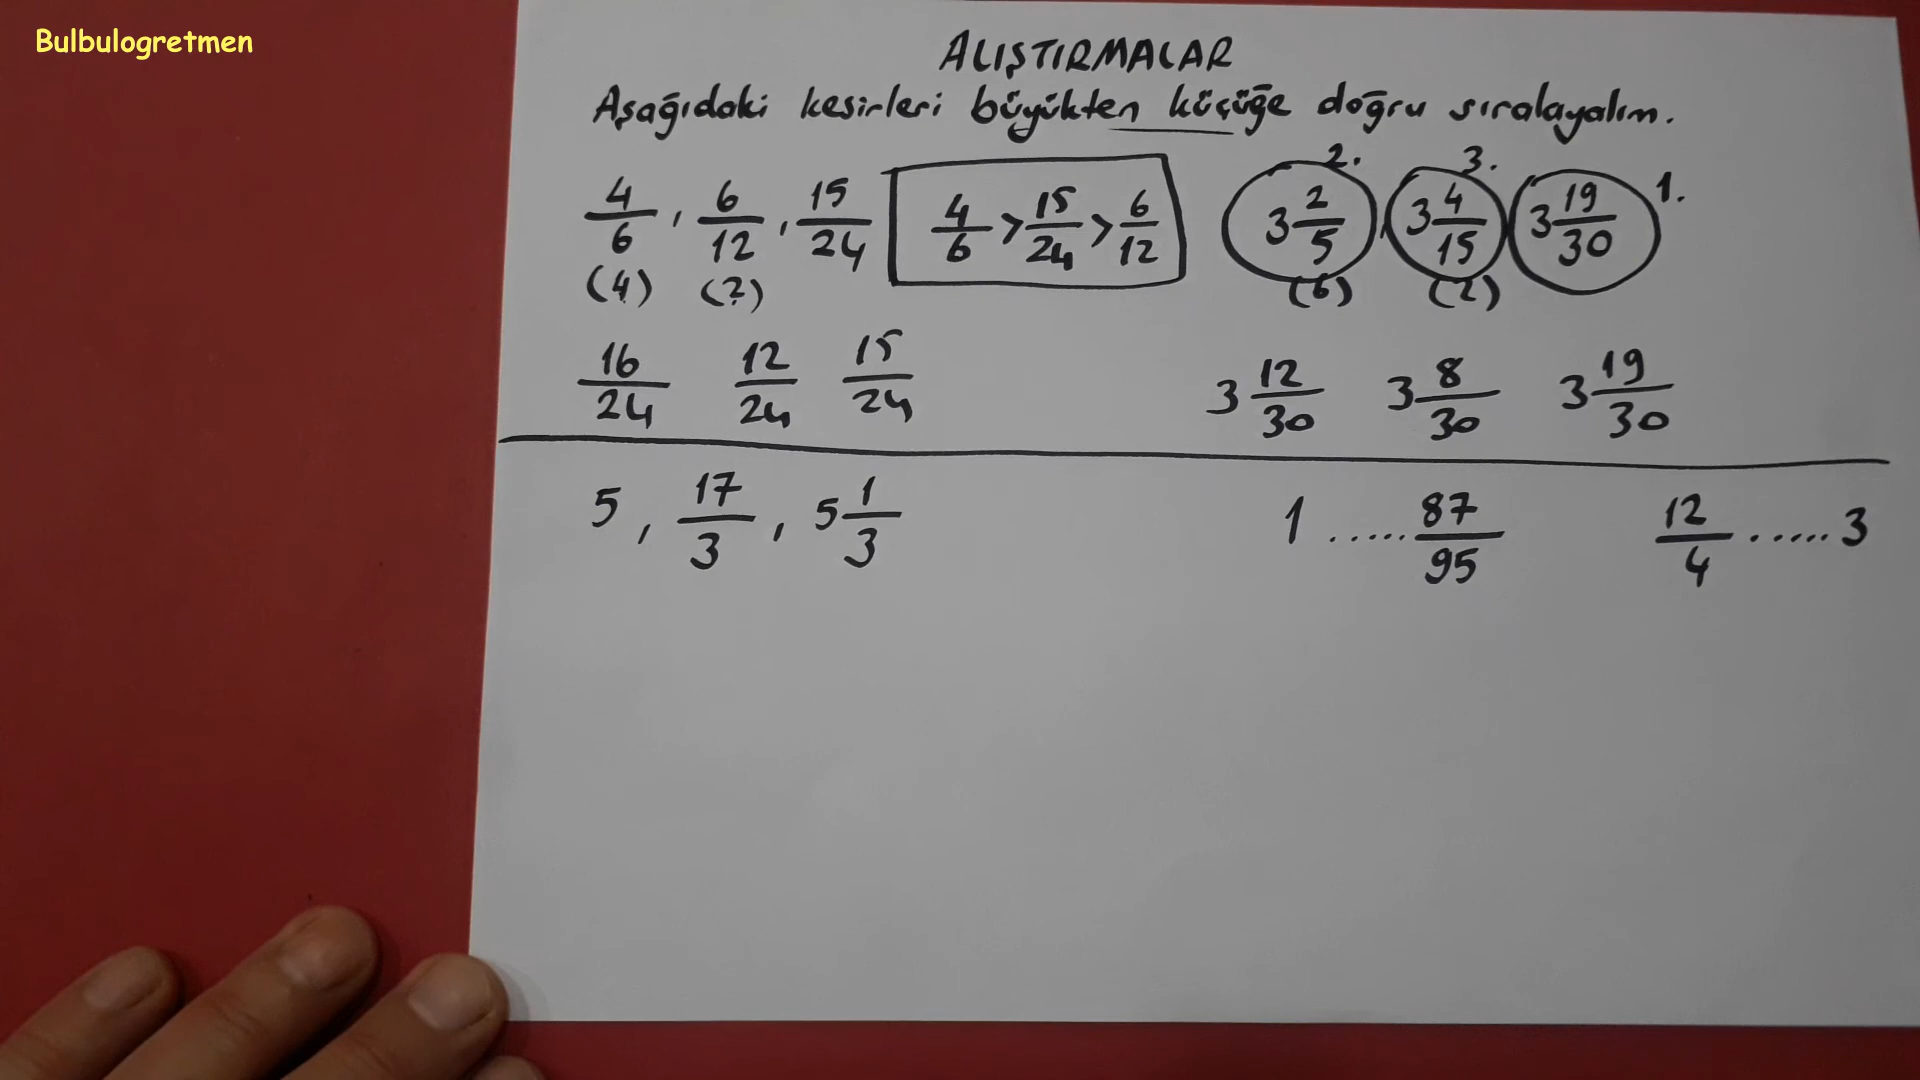 Bulbulogretmen
ALIŞTIRMALAR
Aşağıdaki kesirleri büyükten küçüğe doğru sıralayalım.
4/6 , 6/12 , 15/24 4/6 > 15/24 > 6/12 3 2/5 2. , 3 4/15 3. 3 19/30 1.
(4) (2) (6) (2)
16/24 12/24 15/24 3 12/30 3 8/30 3 19/30
5 , 17/3 , 5 1/3 1 ..... 87/95 12/4 ..... 3